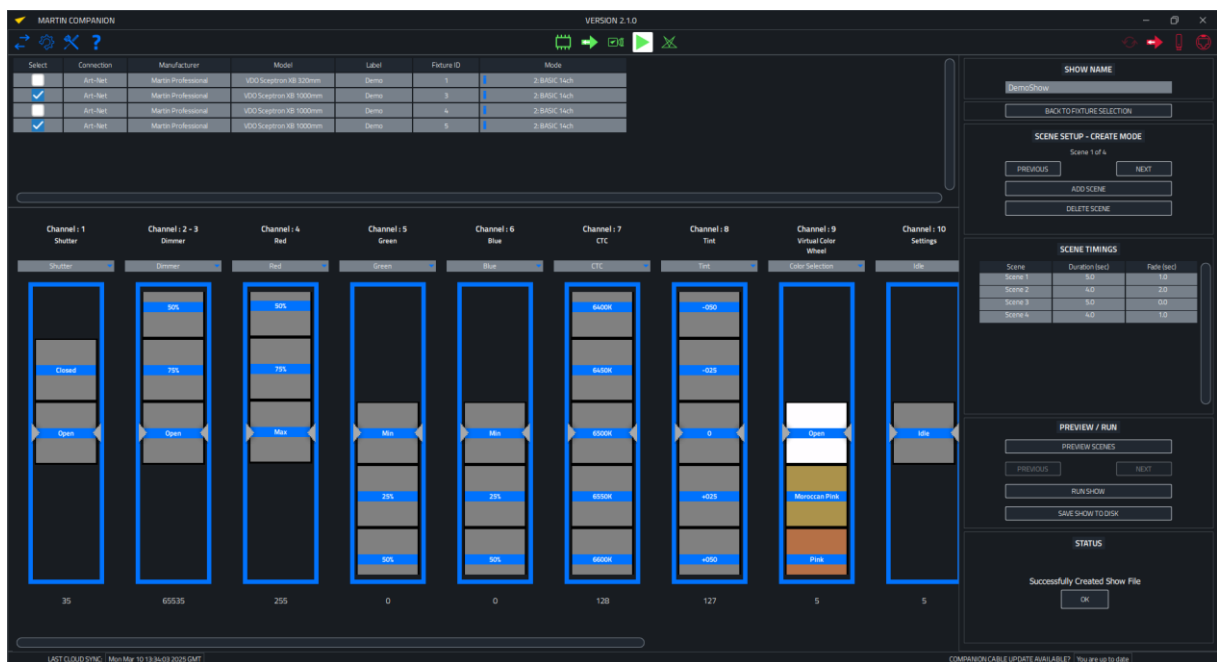 MARTIN COMPANION
VERSION 2.1.0
Select Connection Manufacturer Model Label Fixture ID Mode
Art-Net Martin Professional VDO Sceptron XB 320mm Demo 1 2: BASIC 14ch
Art-Net Martin Professional VDO Sceptron XB 1000mm Demo 3 2: BASIC 14ch
Art-Net Martin Professional VDO Sceptron XB 1000mm Demo 4 2: BASIC 14ch
Art-Net Martin Professional VDO Sceptron XB 1000mm Demo 5 2: BASIC 14ch
Channel : 1
Shutter
Shutter
Closed
Open
35
Channel : 2 - 3
Dimmer
Dimmer
50%
75%
Open
65535
Channel : 4
Red
Red
50%
75%
Max
255
Channel : 5
Green
Green
Min
25%
50%
0
Channel : 6
Blue
Blue
Min
25%
50%
0
Channel : 7
CTC
CTC
6400K
6450K
6500K
6550K
6600K
128
Channel : 8
Tint
Tint
-050
-025
0
+025
+050
127
Channel : 9
Virtual Color
Wheel
Color Selection
Open
Moroccan Pink
Pink
5
Channel : 10
Settings
Idle
Idle
5
SHOW NAME
DemoShow
BACK TO FIXTURE SELECTION
SCENE SETUP - CREATE MODE
Scene 1 of 4
PREVIOUS NEXT
ADD SCENE
DELETE SCENE
SCENE TIMINGS
Scene Duration (sec) Fade (sec)
Scene 1 5.0 1.0
Scene 2 4.0 2.0
Scene 3 5.0 0.0
Scene 4 4.0 1.0
PREVIEW / RUN
PREVIEW SCENES
PREVIOUS NEXT
RUN SHOW
SAVE SHOW TO DISK
STATUS
Successfully Created Show File
OK
LAST CLOUD SYNC: Mon Mar 10 13:34:03 2025 GMT
COMPANION CABLE UPDATE AVAILABLE? You are up to date